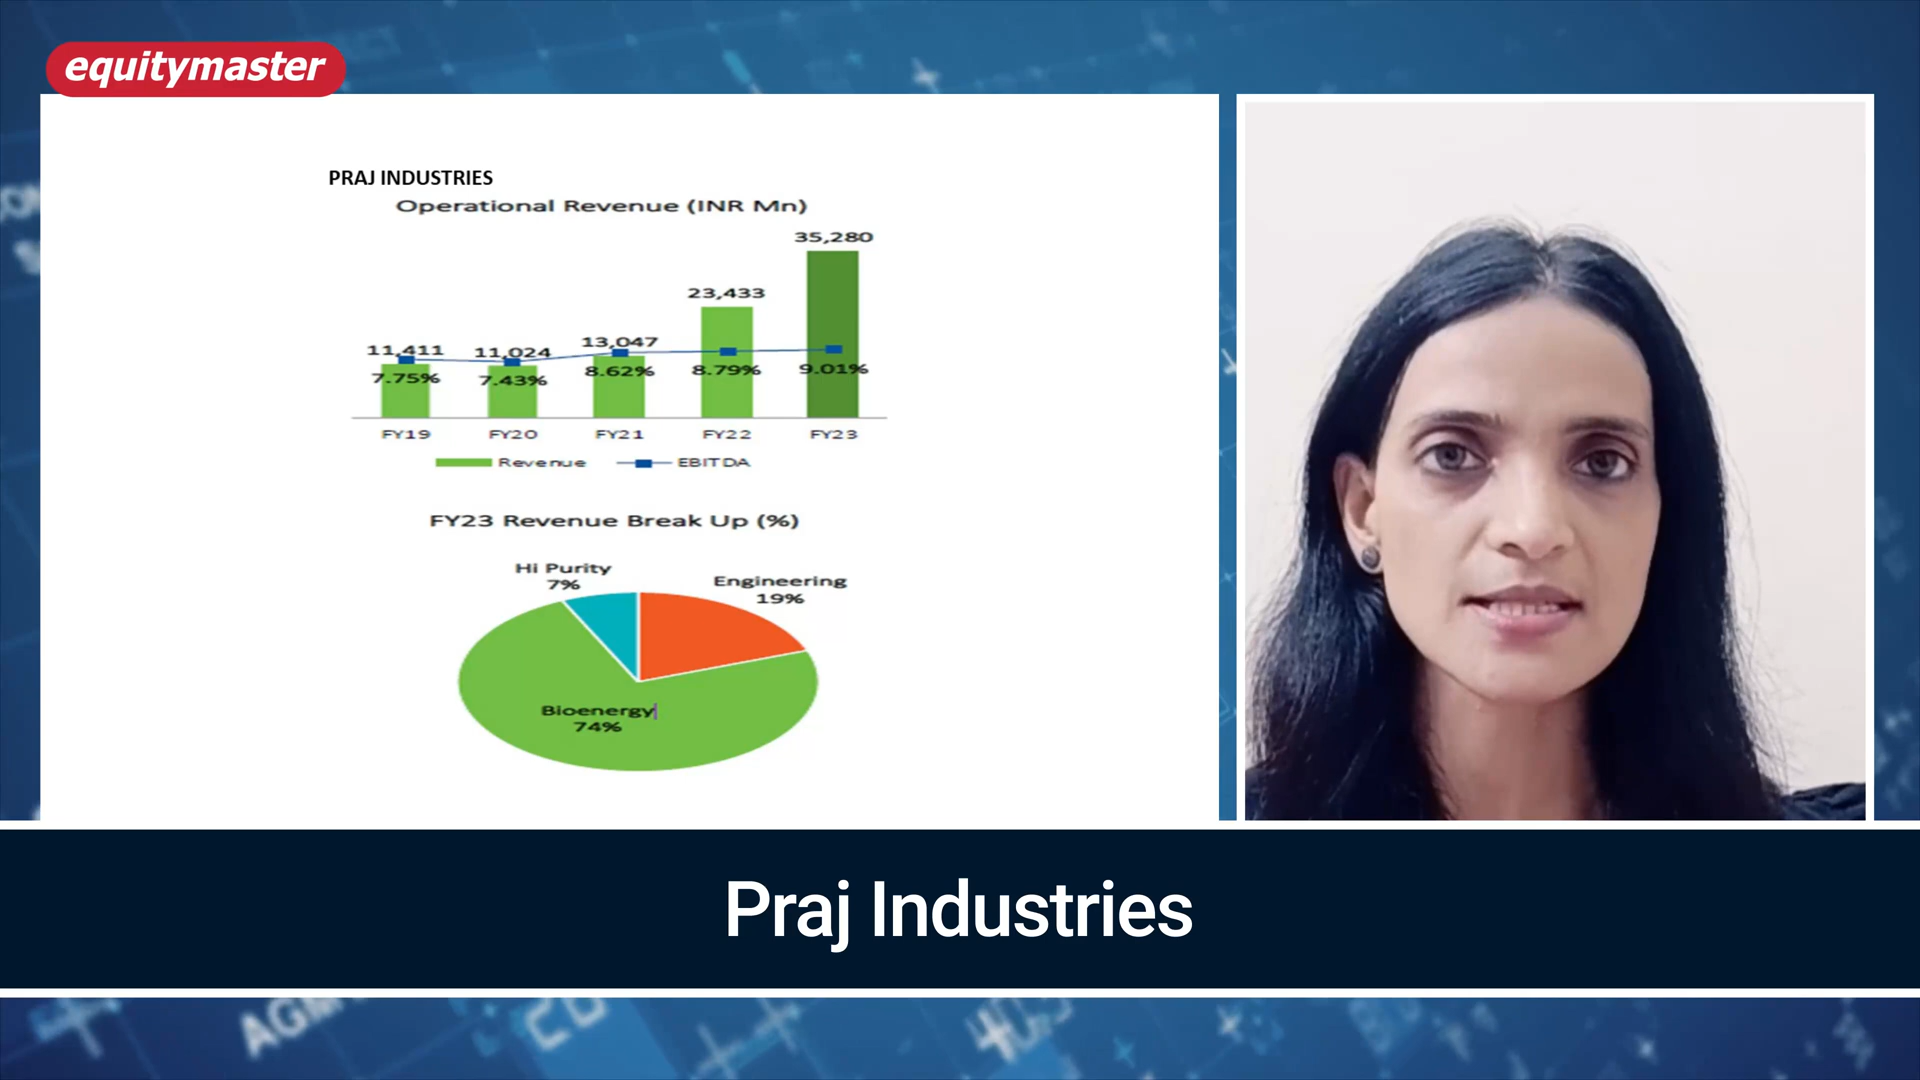 equitymaster
PRAJ INDUSTRIES
Operational Revenue (INR Mn)
35,280
23,433
13,047
11,411
11,024
7.75%
7.43%
8.62%
8.79%
9.01%
FY19
FY20
FY21
FY22
FY23
Revenue
EBITDA
FY23 Revenue Break Up (%)
Hi Purity
7%
Engineering
19%
Bioenergy
74%
Praj Industries